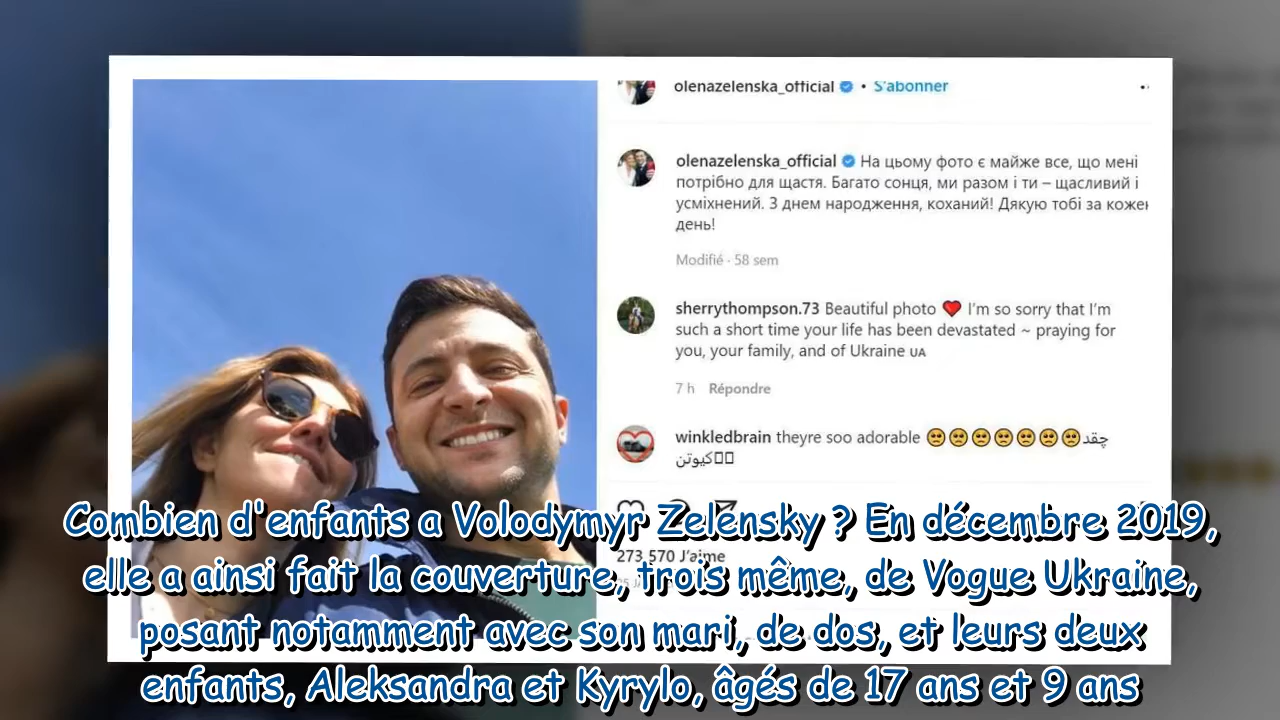 olenazelenska_official • S'abonner
olenazelenska_official На цьому фото є майже все, що мені
потрібно для щастя. Багато сонця, ми разом і ти – щасливий і
усміхнений. З днем народження, коханий! Дякую тобі за кожен
день!
Modifié · 58 sem
sherrythompson.73 Beautiful photo ❤️ I'm so sorry that I'm
such a short time your life has been devastated ~ praying for
you, your family, and of Ukraine UA
7 h Répondre
winkledbrain theyre soo adorable 🥺🥺🥺🥺🥺🥺🥺 چقد
کیوتن
273 570 J'aime
Combien d'enfants a Volodymyr Zelensky ? En décembre 2019,
elle a ainsi fait la couverture, trois même, de Vogue Ukraine,
posant notamment avec son mari, de dos, et leurs deux
enfants, Aleksandra et Kyrylo, âgés de 17 ans et 9 ans